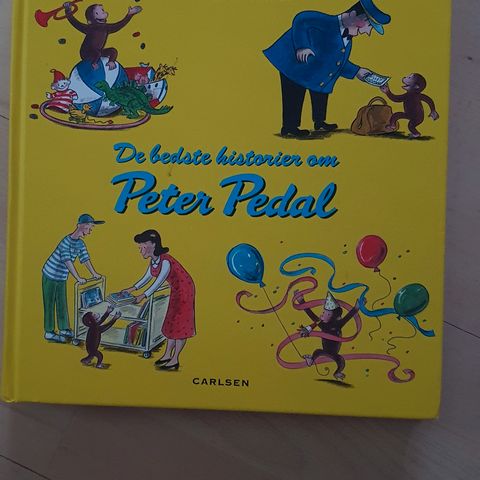 De bedste historier om
Peter Pedal
CARLSEN